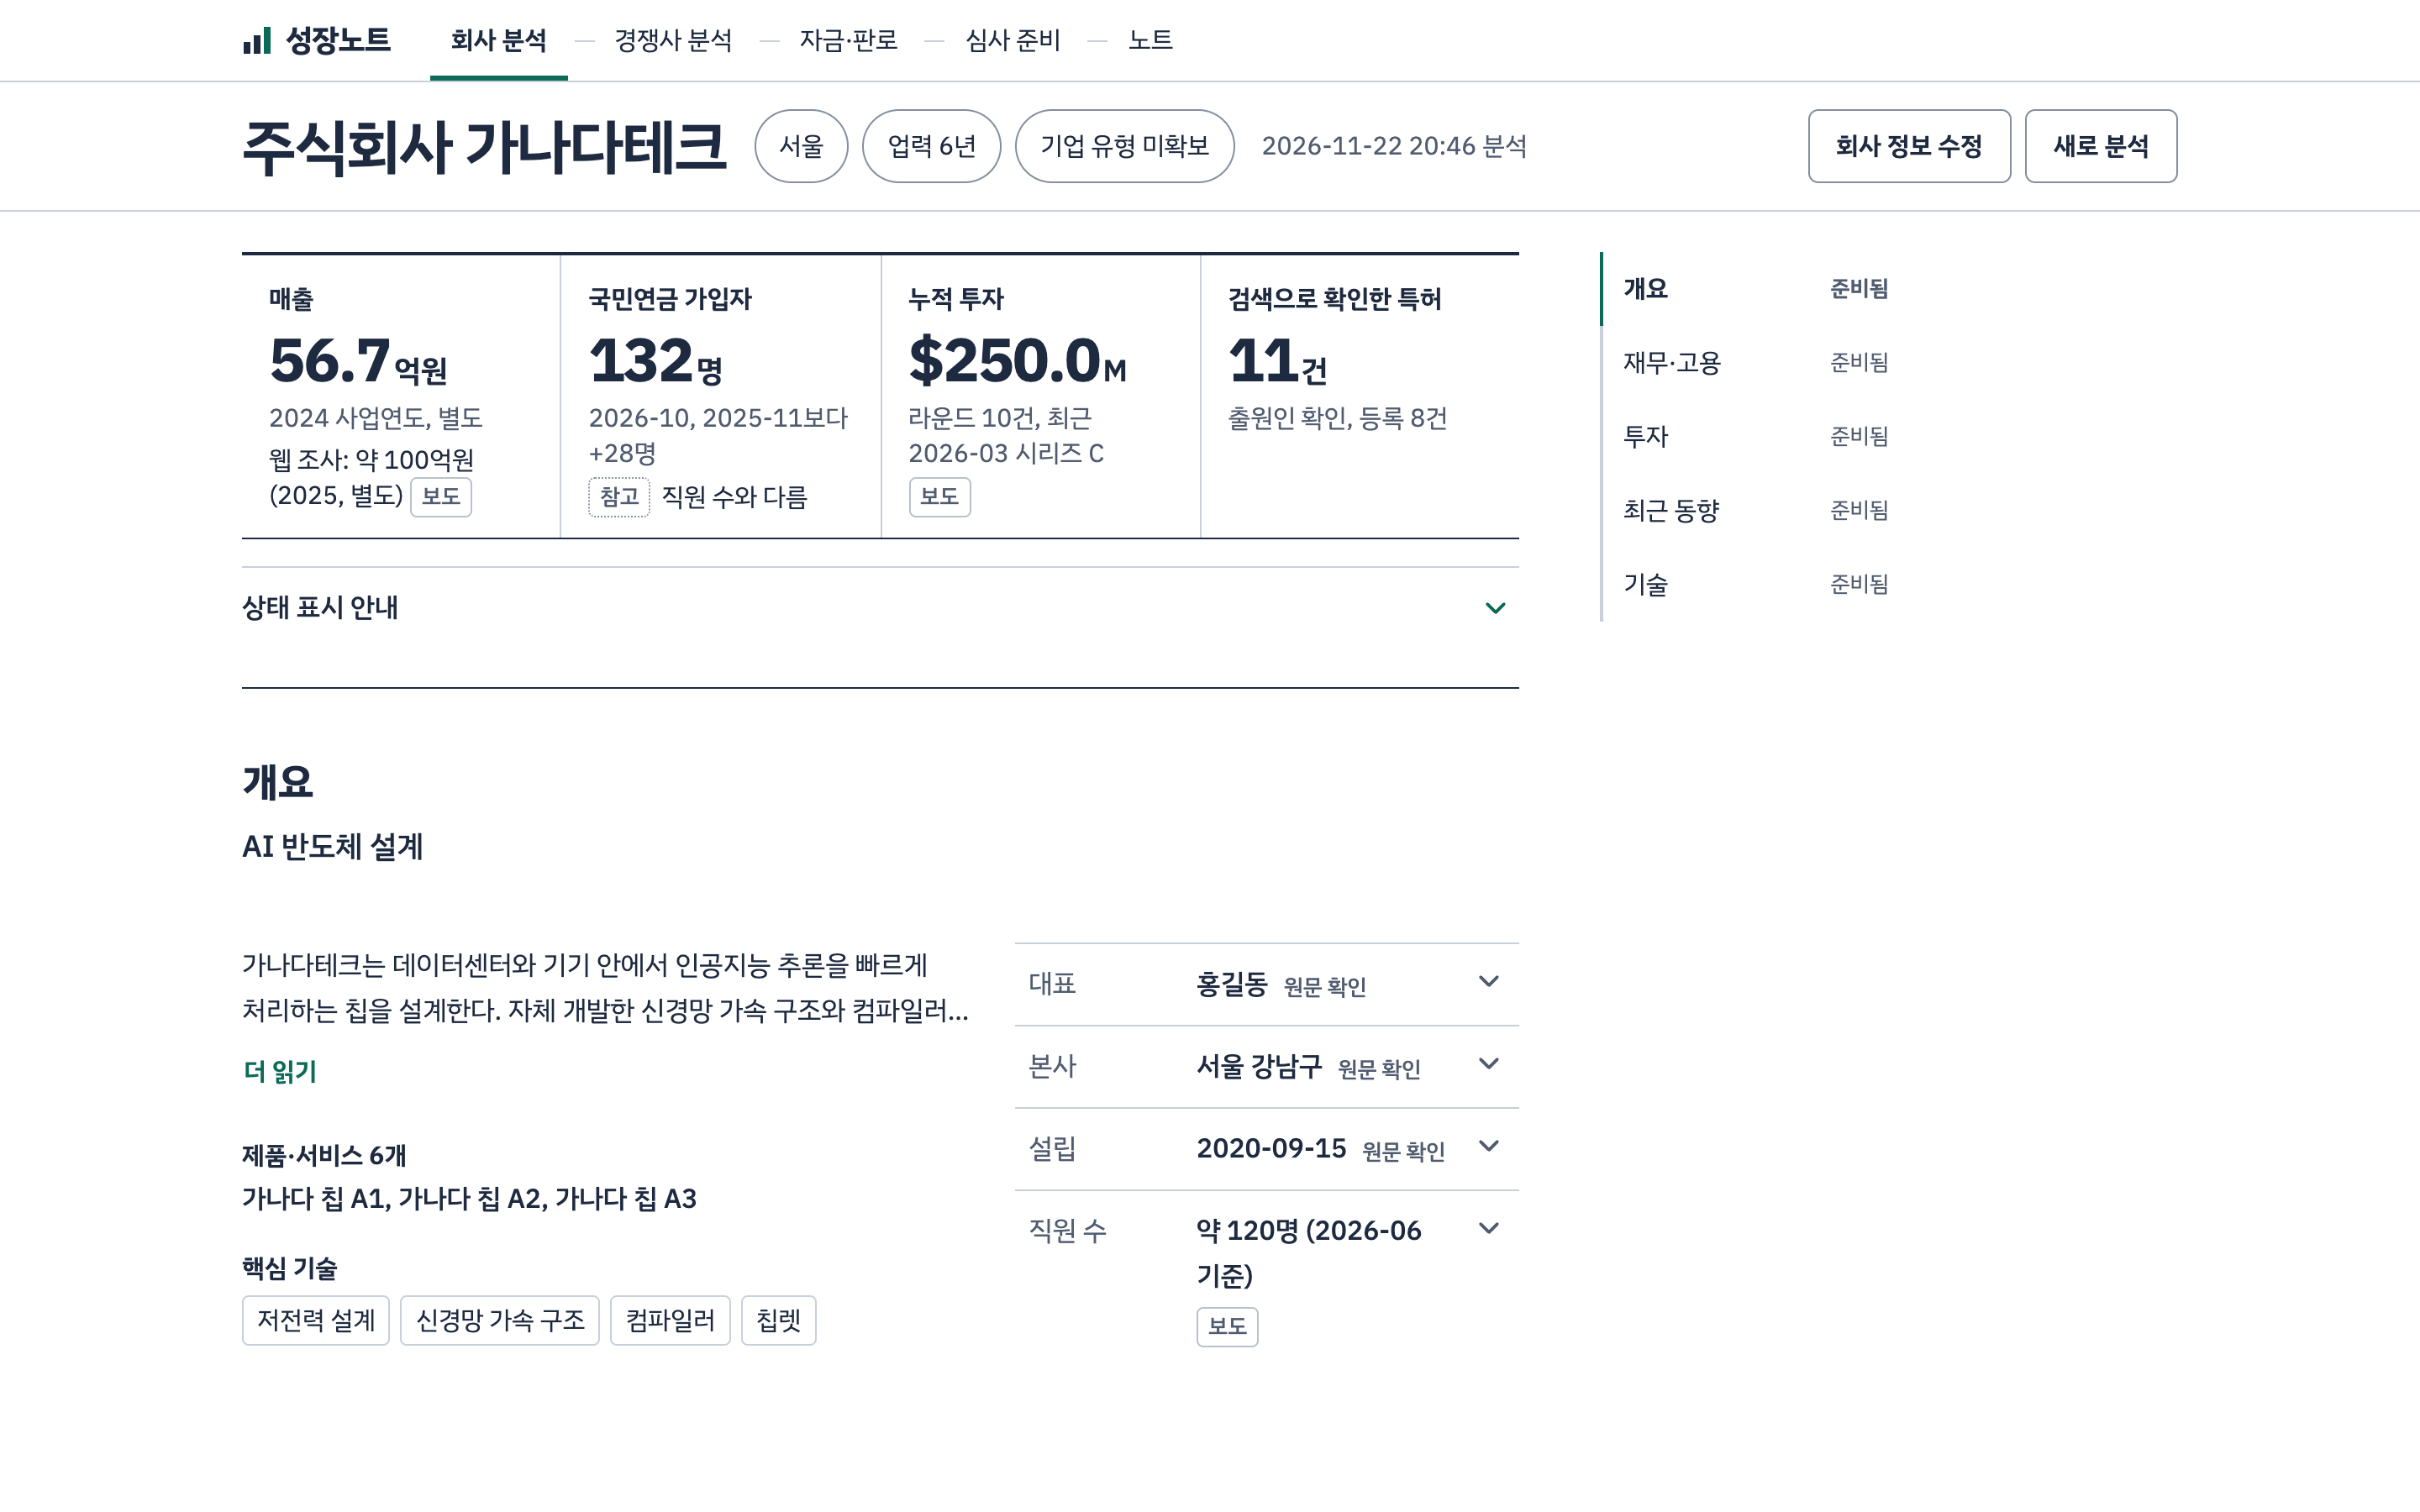 성장노트
회사 분석 — 경쟁사 분석 — 자금·판로 — 심사 준비 — 노트
주식회사 가나다테크
서울
업력 6년
기업 유형 미확보
2026-11-22 20:46 분석
회사 정보 수정
새로 분석
매출
56.7억원
2024 사업연도, 별도
웹 조사: 약 100억원
(2025, 별도) 보도
국민연금 가입자
132명
2026-10, 2025-11보다
+28명
참고 직원 수와 다름
누적 투자
$250.0M
라운드 10건, 최근
2026-03 시리즈 C
보도
검색으로 확인한 특허
11건
출원인 확인, 등록 8건
개요 준비됨
재무·고용 준비됨
투자 준비됨
최근 동향 준비됨
기술 준비됨
상태 표시 안내
개요
AI 반도체 설계
가나다테크는 데이터센터와 기기 안에서 인공지능 추론을 빠르게
처리하는 칩을 설계한다. 자체 개발한 신경망 가속 구조와 컴파일러...
더 읽기
제품·서비스 6개
가나다 칩 A1, 가나다 칩 A2, 가나다 칩 A3
핵심 기술
저전력 설계
신경망 가속 구조
컴파일러
칩렛
대표 홍길동 원문 확인
본사 서울 강남구 원문 확인
설립 2020-09-15 원문 확인
직원 수 약 120명 (2026-06
기준)
보도